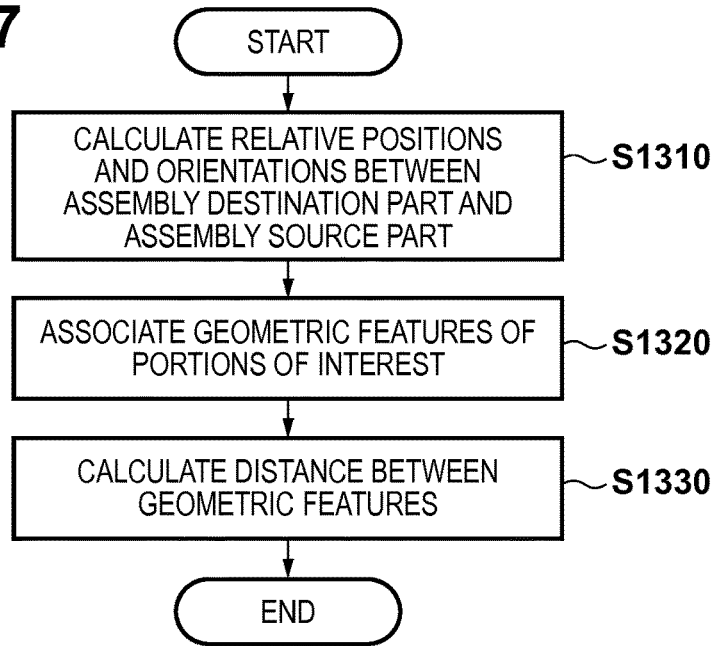 7
START
CALCULATE RELATIVE POSITIONS
AND ORIENTATIONS BETWEEN
ASSEMBLY DESTINATION PART AND
ASSEMBLY SOURCE PART
S1310
ASSOCIATE GEOMETRIC FEATURES OF
PORTIONS OF INTEREST
S1320
CALCULATE DISTANCE BETWEEN
GEOMETRIC FEATURES
S1330
END